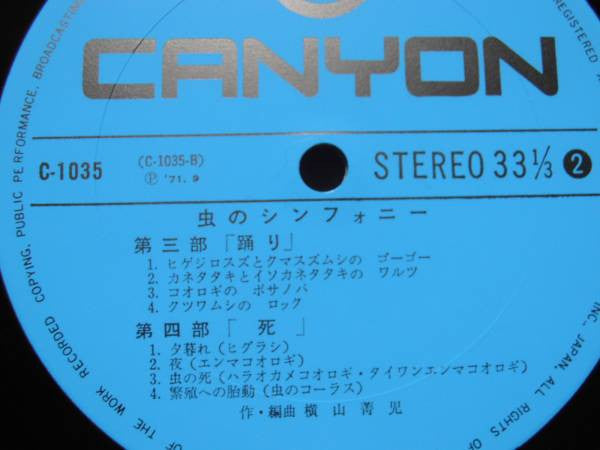 CANYON
C-1035 (C-1035-B) STEREO 33 1/3 2
Ⓟ '71. 9
虫のシンフォニー
第三部「踊り」
1. ヒゲジロスズとクマスズムシの ゴーゴー
2. カネタタキとイソカネタタキの ワルツ
3. コオロギの ボサノバ
4. クツワムシの ロック
第四部「死」
1. 夕暮れ(ヒグラシ)
2. 夜(エンマコオロギ)
3. 虫の死(ハラオカメコオロギ・タイワンエンマコオロギ)
4. 繁殖への胎動(虫のコーラス)
作・編曲 横山菁児
OF THE WORK RECORDED COPYING, PUBLIC PERFORMANCE, BROADCASTING
REGISTERED
INC., JAPAN, ALL RIGHTS OF